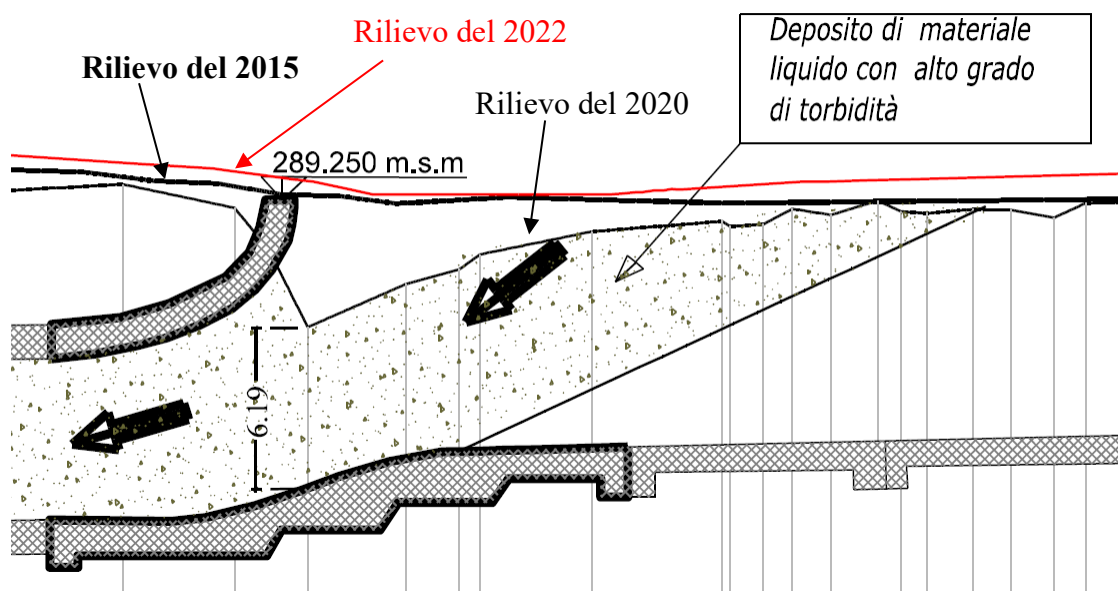 Rilievo del 2022
Deposito di materiale
liquido con alto grado
di torbidità
Rilievo del 2015
Rilievo del 2020
289.250 m.s.m
6.19